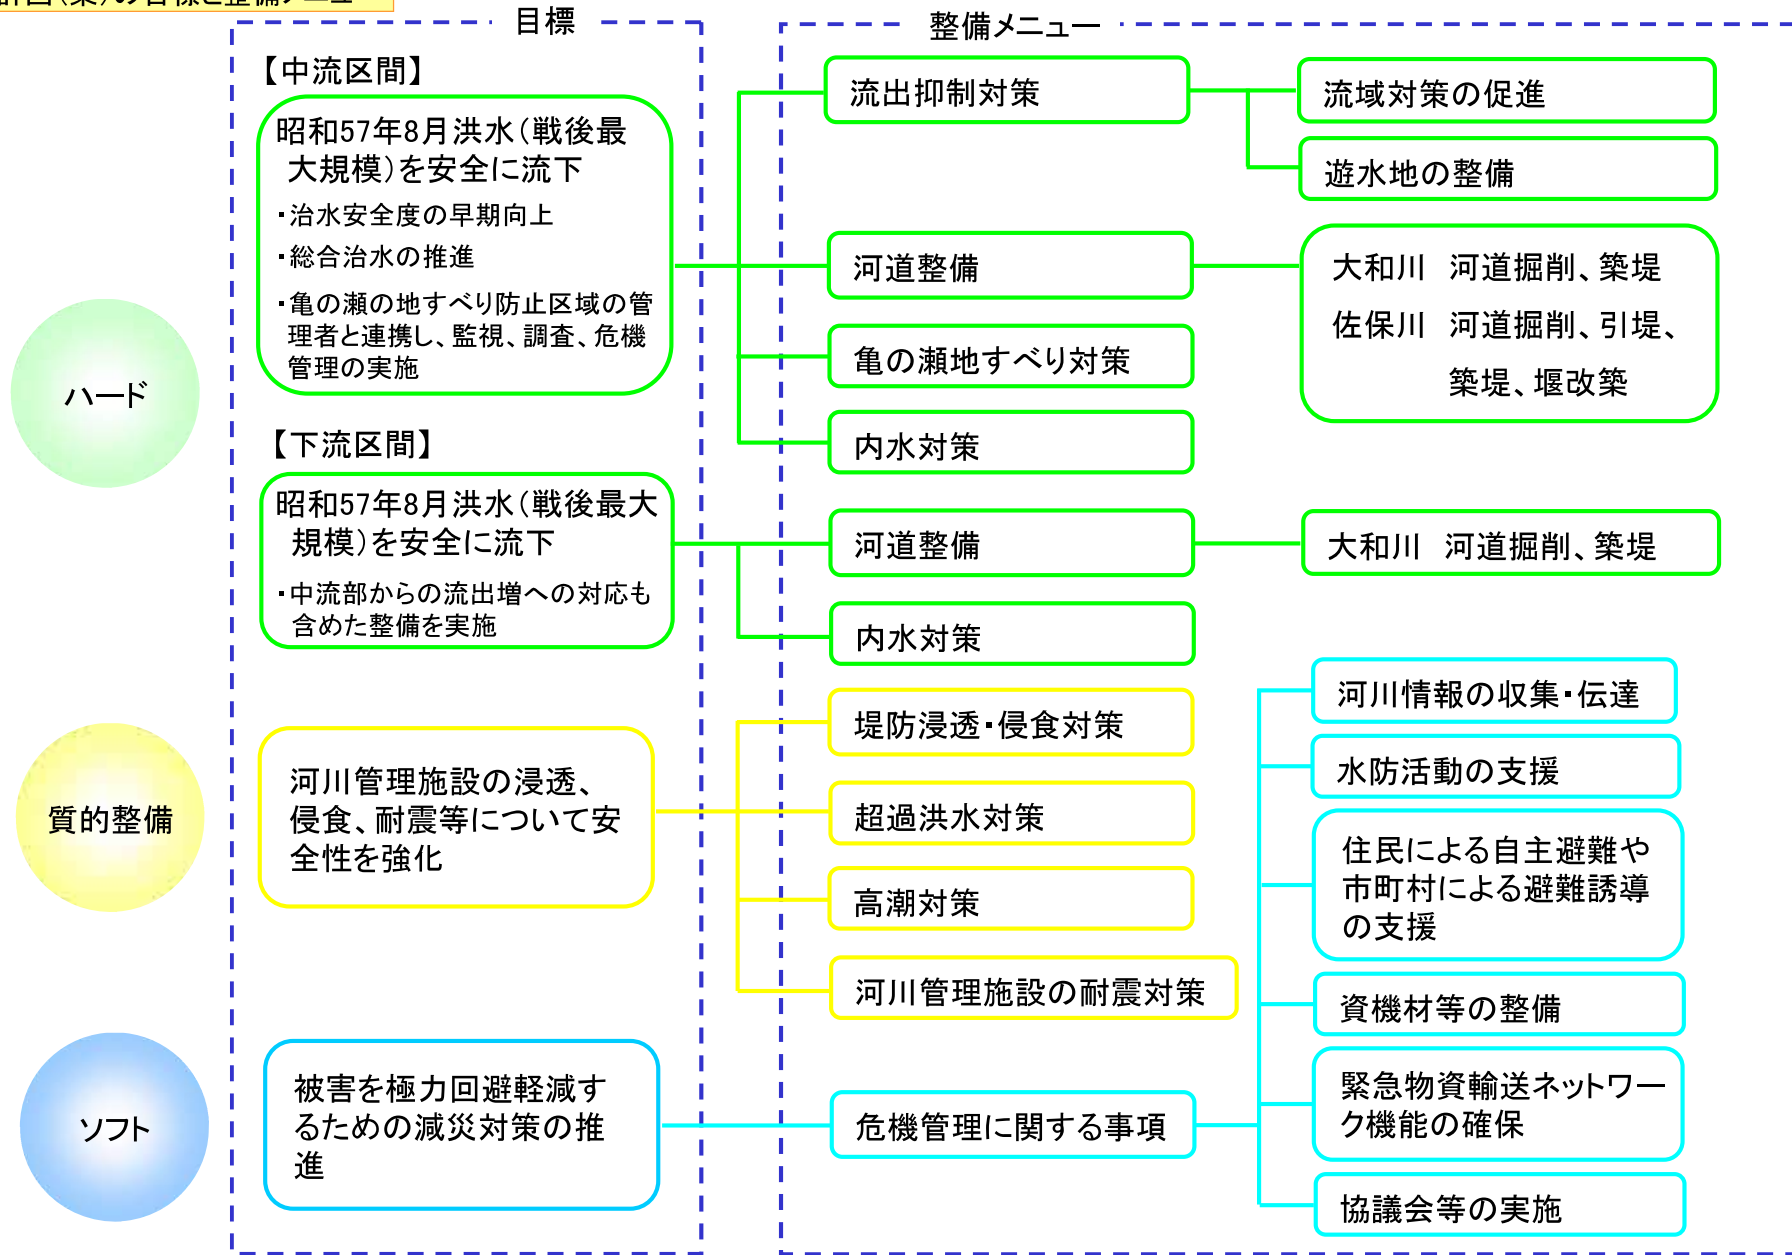 計画(案)の目標と整備メニュー
目標
整備メニュー
ハード
【中流区間】
昭和57年8月洪水(戦後最
大規模)を安全に流下
・治水安全度の早期向上
・総合治水の推進
・亀の瀬の地すべり防止区域の管
理者と連携し、監視、調査、危機
管理の実施
流出抑制対策
流域対策の促進
遊水地の整備
河道整備
大和川 河道掘削、築堤
佐保川 河道掘削、引堤、
築堤、堰改築
亀の瀬地すべり対策
内水対策
【下流区間】
昭和57年8月洪水(戦後最大
規模)を安全に流下
・中流部からの流出増への対応も
含めた整備を実施
河道整備
大和川 河道掘削、築堤
内水対策
質的整備
河川管理施設の浸透、
侵食、耐震等について安
全性を強化
堤防浸透・侵食対策
超過洪水対策
高潮対策
河川管理施設の耐震対策
ソフト
被害を極力回避軽減す
るための減災対策の推
進
危機管理に関する事項
河川情報の収集・伝達
水防活動の支援
住民による自主避難や
市町村による避難誘導
の支援
資機材等の整備
緊急物資輸送ネットワー
ク機能の確保
協議会等の実施